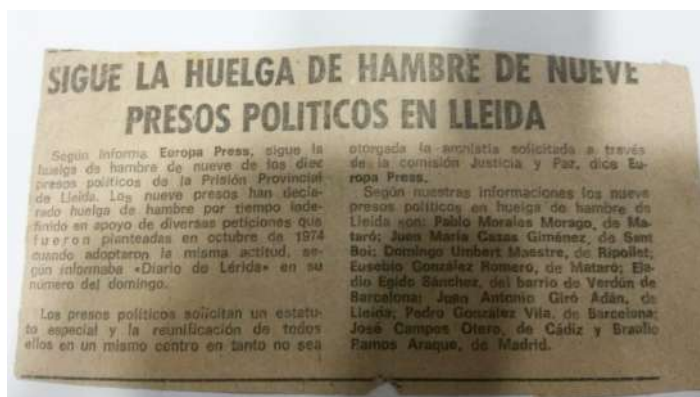 SIGUE LA HUELGA DE HAMBRE DE NUEVE
PRESOS POLITICOS EN LLEIDA
Según informa Europa Press, sigue la
huelga de hambre de nueve de los diez
presos políticos de la Prisión Provincial
de Lleida. Los nueve presos han decla-
rado huelga de hambre por tiempo inde-
finido en apoyo de diversas peticiones que
fueron planteadas en octubre de 1974
cuando adoptaron la misma actitud, se-
gún informaba «Diario de Lérida» en su
número del domingo.
Los presos políticos solicitan un estatu-
to especial y la reunificación de todos
ellos en un mismo centro en tanto no sea
otorgada la amnistía solicitada a través
de la comisión Justicia y Paz, dice Eu-
ropa Press.
Según nuestras informaciones los nueve
presos políticos en huelga de hambre de
Lleida son: Pablo Morales Morago, de Ma-
taró; Juan María Casas Giménez, de Sant
Boi; Domingo Umbert Maestre, de Ripollet;
Eusebio González Romero, de Mataró; Ela-
dio Egido Sánchez, del barrio de Verdún de
Barcelona; Juan Antonio Giró Adán, de
Lleida; Pedro González Vila, de Barcelona;
José Campos Otero, de Cádiz y Braulio
Ramos Araque, de Madrid.